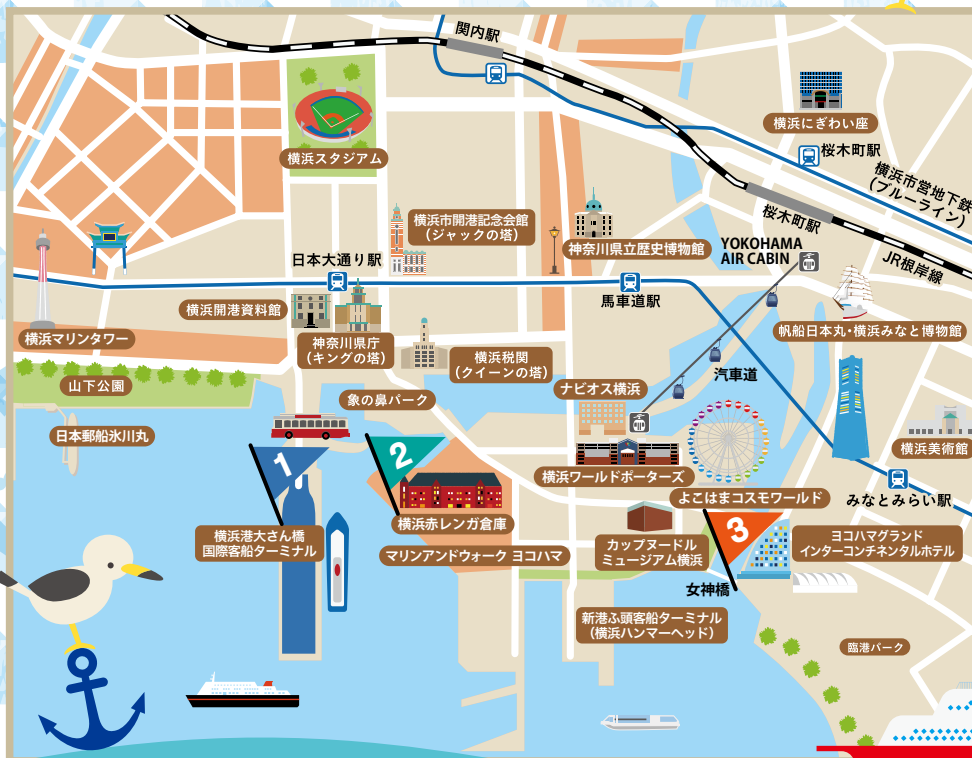 関内駅
横浜スタジアム
横浜にぎわい座
桜木町駅
横浜市営地下鉄
(ブルーライン)
桜木町駅
JR根岸線
横浜市開港記念会館
(ジャックの塔)
神奈川県立歴史博物館
YOKOHAMA
AIR CABIN
日本大通り駅
馬車道駅
横浜開港資料館
横浜マリンタワー
神奈川県庁
(キングの塔)
横浜税関
(クイーンの塔)
帆船日本丸・横浜みなと博物館
汽車道
山下公園
ナビオス横浜
象の鼻パーク
日本郵船氷川丸
横浜美術館
横浜ワールドポーターズ
よこはまコスモワールド
みなとみらい駅
1
2
3
横浜港大さん橋
国際客船ターミナル
横浜赤レンガ倉庫
マリンアンドウォーク ヨコハマ
カップヌードル
ミュージアム横浜
ヨコハマグランド
インターコンチネンタルホテル
女神橋
新港ふ頭客船ターミナル
(横浜ハンマーヘッド)
臨港パーク